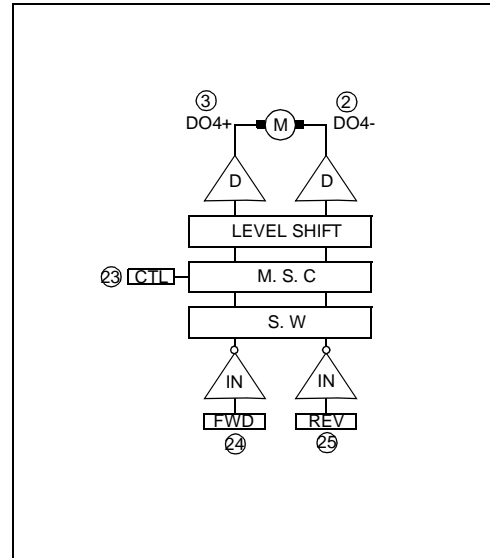 3 2
DO4+ M DO4-
D D
LEVEL SHIFT
23 CTL M. S. C
S. W
IN IN
FWD REV
24 25